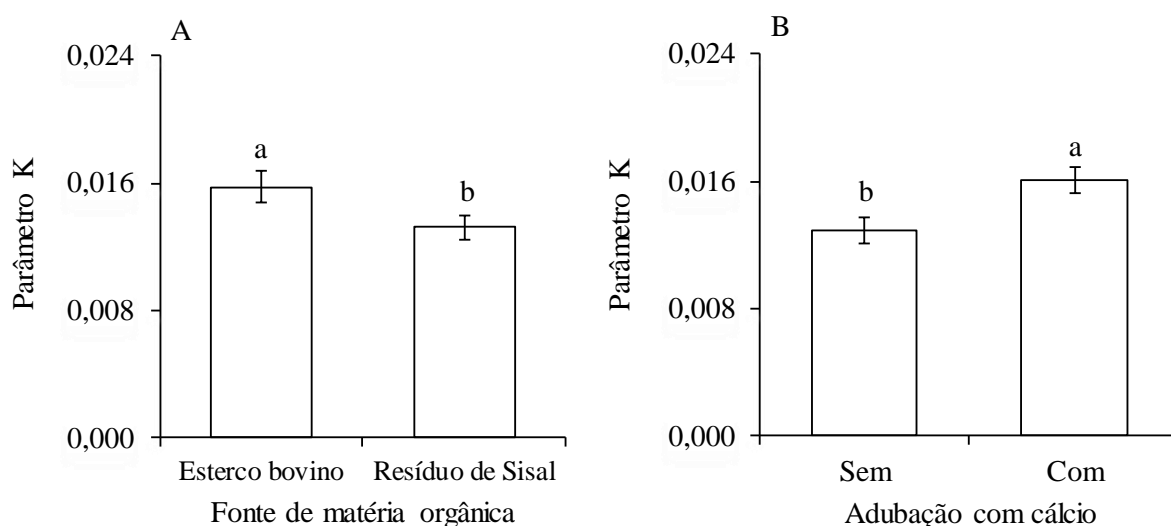 A
0,024
0,016
0,008
0,000
Parâmetro K
a
b
Esterco bovino
Resíduo de Sisal
Fonte de matéria orgânica
B
0,024
0,016
0,008
0,000
Parâmetro K
b
a
Sem
Com
Adubação com cálcio